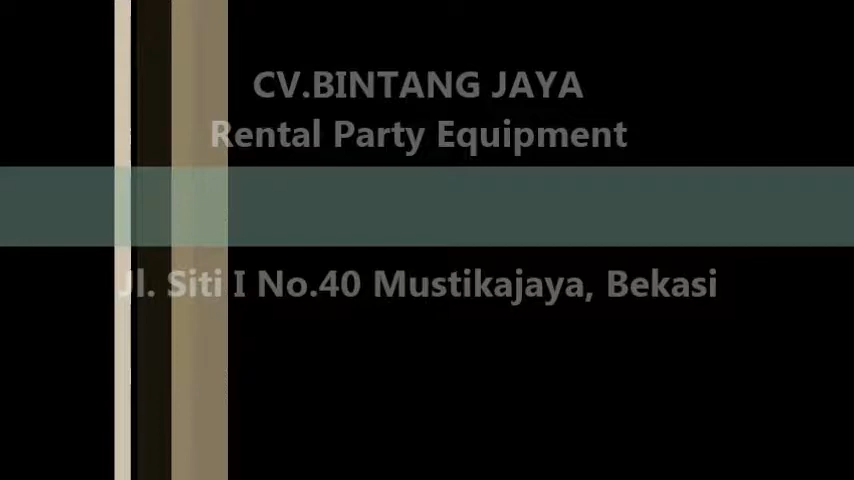 CV.BINTANG JAYA
Rental Party Equipment
Jl. Siti I No.40 Mustikajaya, Bekasi